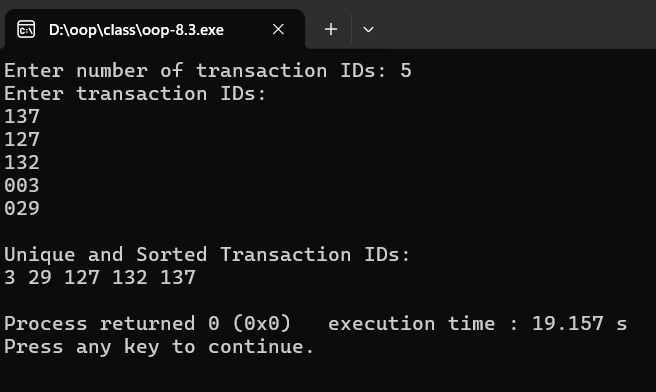 D:\oop\class\oop-8.3.exe
Enter number of transaction IDs: 5
Enter transaction IDs:
137
127
132
003
029
Unique and Sorted Transaction IDs:
3 29 127 132 137
Process returned 0 (0x0)   execution time : 19.157 s
Press any key to continue.